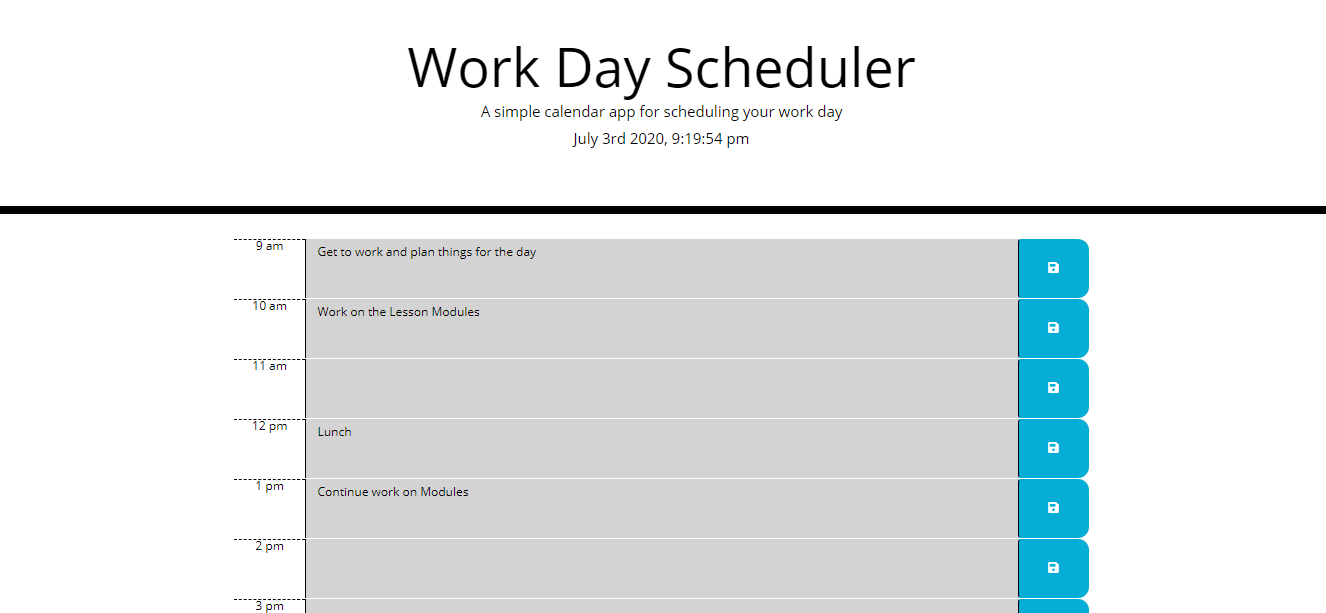 Work Day Scheduler
A simple calendar app for scheduling your work day
July 3rd 2020, 9:19:54 pm
9 am
Get to work and plan things for the day
10 am
Work on the Lesson Modules
11 am
12 pm
Lunch
1 pm
Continue work on Modules
2 pm
3 pm